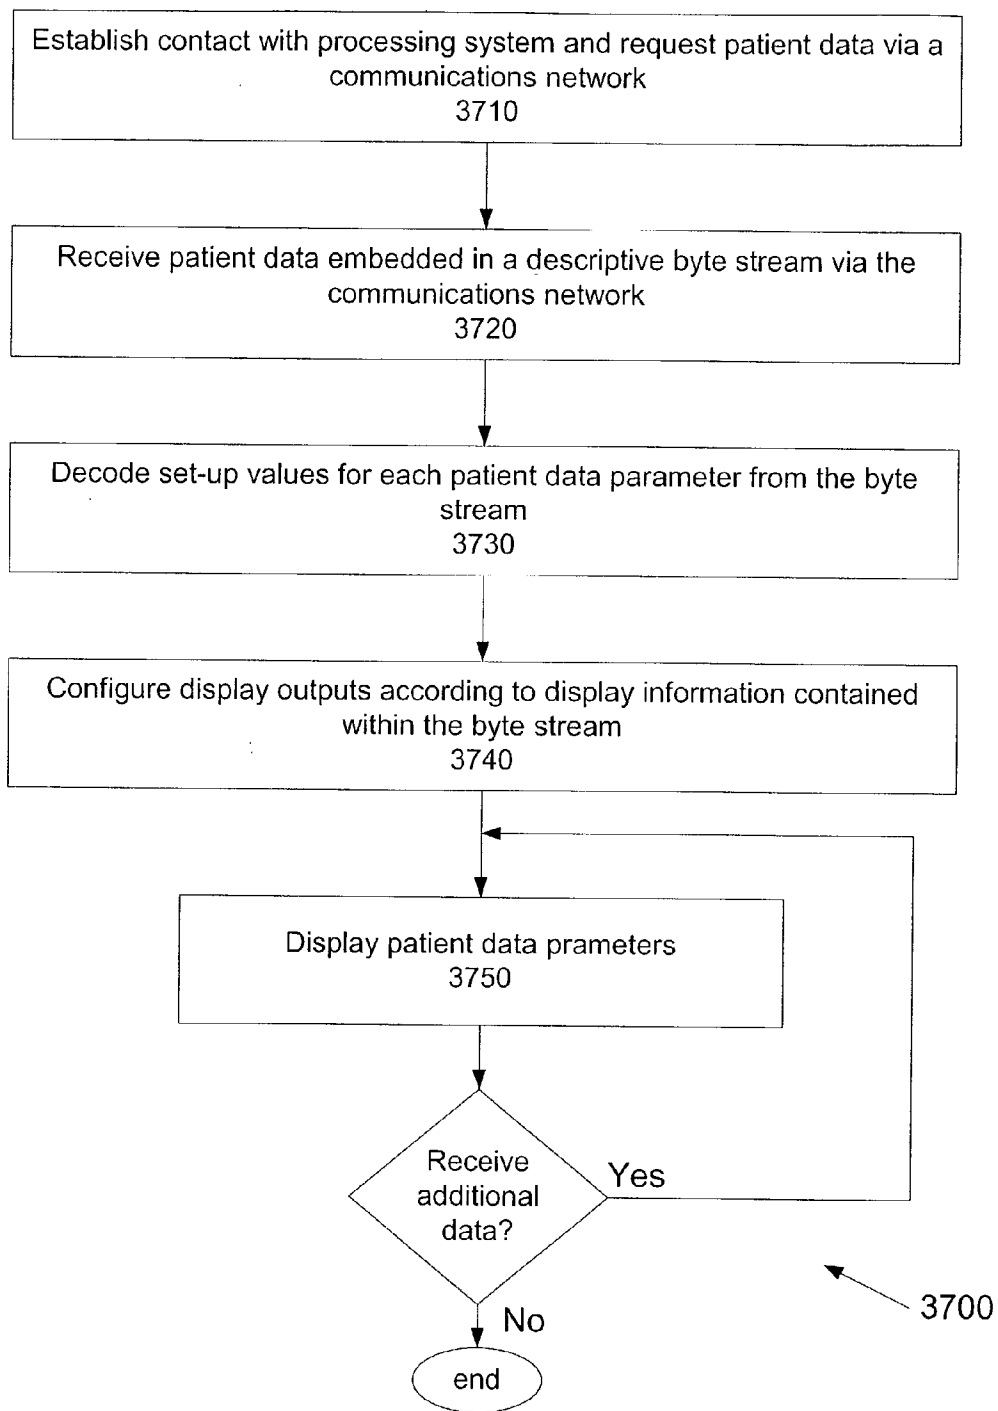 Establish contact with processing system and request patient data via a
communications network
3710
Receive patient data embedded in a descriptive byte stream via the
communications network
3720
Decode set-up values for each patient data parameter from the byte
stream
3730
Configure display outputs according to display information contained
within the byte stream
3740
Display patient data prameters
3750
Receive
additional
data?
Yes
3700
No
end